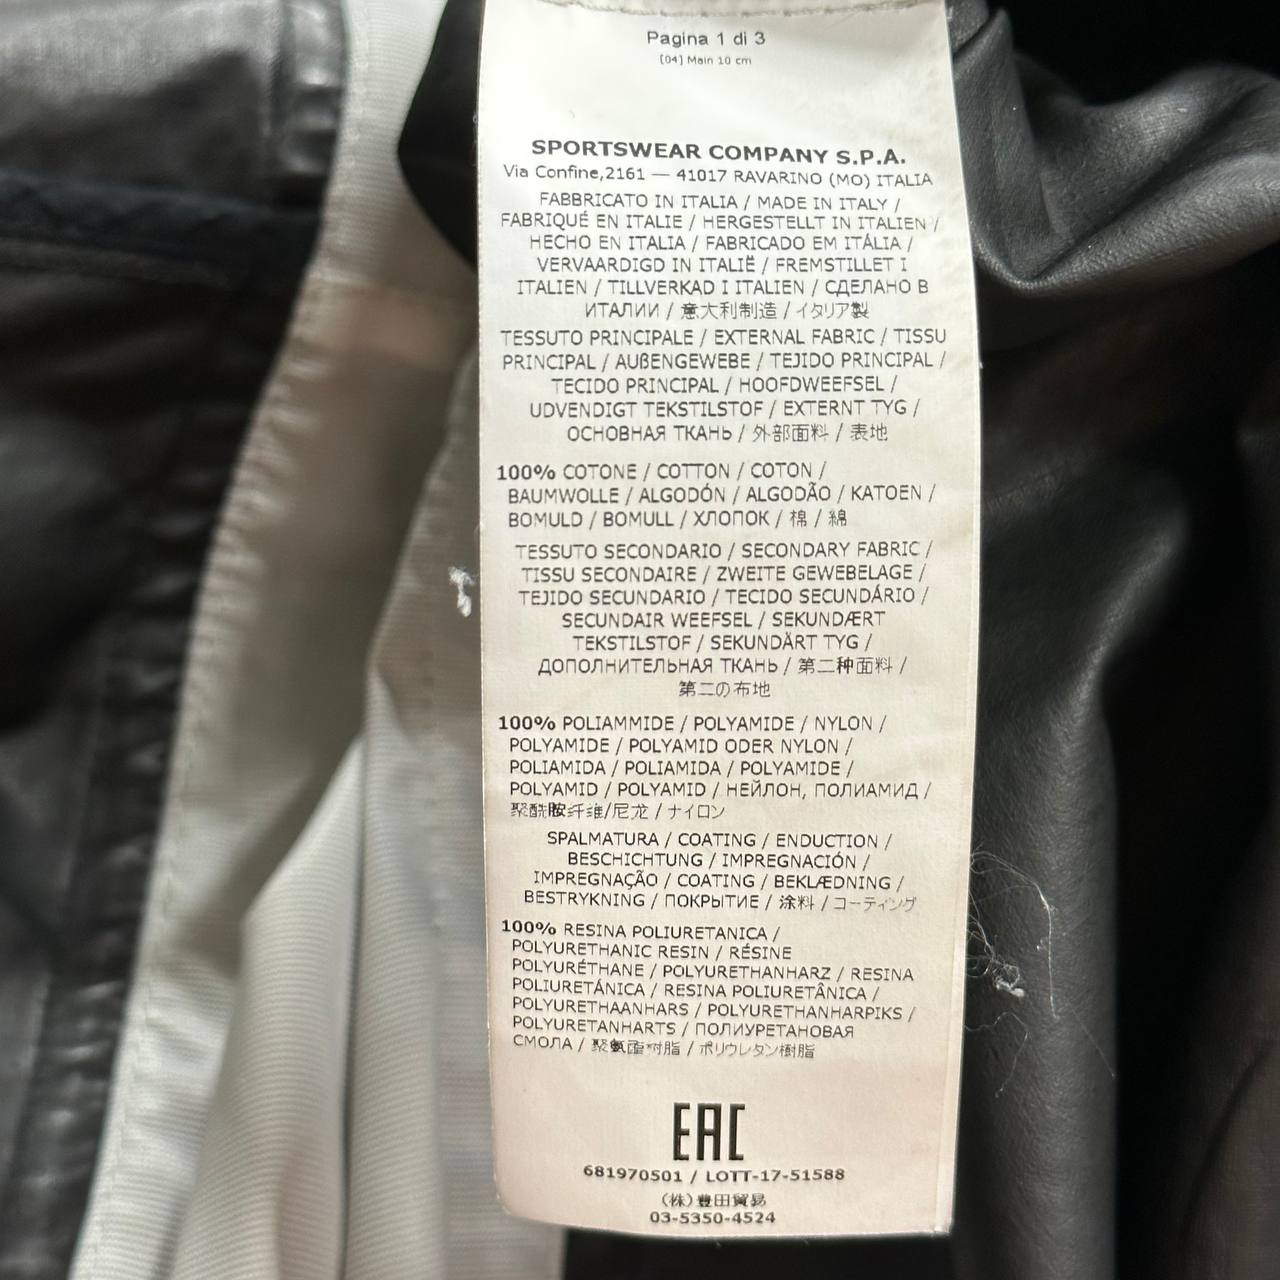 Pagina 1 di 3
[04] Main 10 cm
SPORTSWEAR COMPANY S.P.A.
Via Confine,2161 — 41017 RAVARINO (MO) ITALIA
FABBRICATO IN ITALIA / MADE IN ITALY /
FABRIQUÉ EN ITALIE / HERGESTELLT IN ITALIEN /
HECHO EN ITALIA / FABRICADO EM ITÁLIA /
VERVAARDIGD IN ITALIË / FREMSTILLET I
ITALIEN / TILLVERKAD I ITALIEN / СДЕЛАНО В
ИТАЛИИ / 意大利制造 / イタリア製
TESSUTO PRINCIPALE / EXTERNAL FABRIC / TISSU
PRINCIPAL / AUßENGEWEBE / TEJIDO PRINCIPAL /
TECIDO PRINCIPAL / HOOFDWEEFSEL /
UDVENDIGT TEKSTILSTOF / EXTERNT TYG /
ОСНОВНАЯ ТКАНЬ / 外部面料 / 表地
100% COTONE / COTTON / COTON /
BAUMWOLLE / ALGODÓN / ALGODÃO / KATOEN /
BOMULD / BOMULL / ХЛОПОК / 棉 / 綿
TESSUTO SECONDARIO / SECONDARY FABRIC /
TISSU SECONDAIRE / ZWEITE GEWEBELAGE /
TEJIDO SECUNDARIO / TECIDO SECUNDÁRIO /
SECUNDAIR WEEFSEL / SEKUNDÆRT
TEKSTILSTOF / SEKUNDÄRT TYG /
ДОПОЛНИТЕЛЬНАЯ ТКАНЬ / 第二种面料 /
第二の布地
100% POLIAMMIDE / POLYAMIDE / NYLON /
POLYAMIDE / POLYAMID ODER NYLON /
POLIAMIDA / POLIAMIDA / POLYAMIDE /
POLYAMID / POLYAMID / НЕЙЛОН, ПОЛИАМИД /
聚酰胺纤维/尼龙 / ナイロン
SPALMATURA / COATING / ENDUCTION /
BESCHICHTUNG / IMPREGNACIÓN /
IMPREGNAÇÃO / COATING / BEKLÆDNING /
BESTRYKNING / ПОКРЫТИЕ / 涂料 / コーティング
100% RESINA POLIURETANICA /
POLYURETHANIC RESIN / RÉSINE
POLYURÉTHANE / POLYURETHANHARZ / RESINA
POLIURETÁNICA / RESINA POLIURETÂNICA /
POLYURETHAANHARS / POLYURETHANHARPIKS /
POLYURETANHARTS / ПОЛИУРЕТАНОВАЯ
СМОЛА / 聚氨酯树脂 / ポリウレタン樹脂
EAC
681970501 / LOTT-17-51588
(株)豊田貿易
03-5350-4524